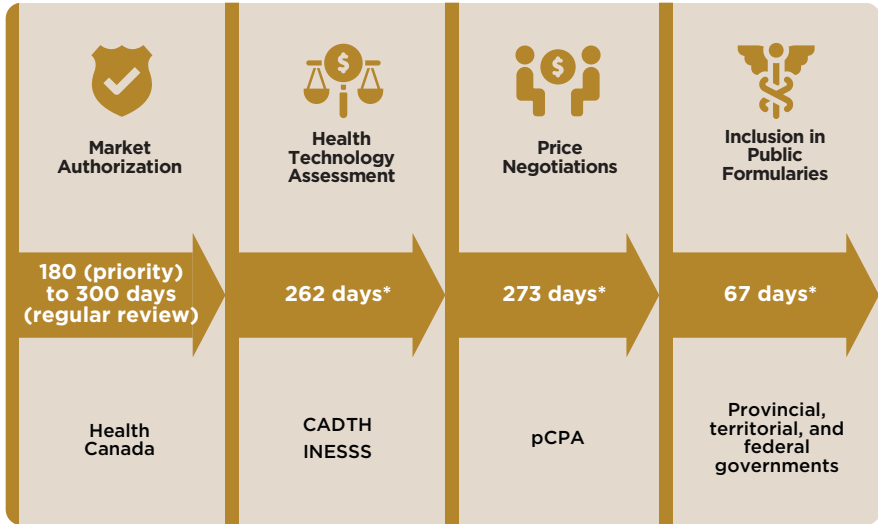 $
$
Market
Authorization
Health
Technology
Assessment
Price
Negotiations
Inclusion in
Public
Formularies
180 (priority)
to 300 days
(regular review)
262 days*
273 days*
67 days*
Health
Canada
CADTH
INESSS
pCPA
Provincial,
territorial, and
federal
governments